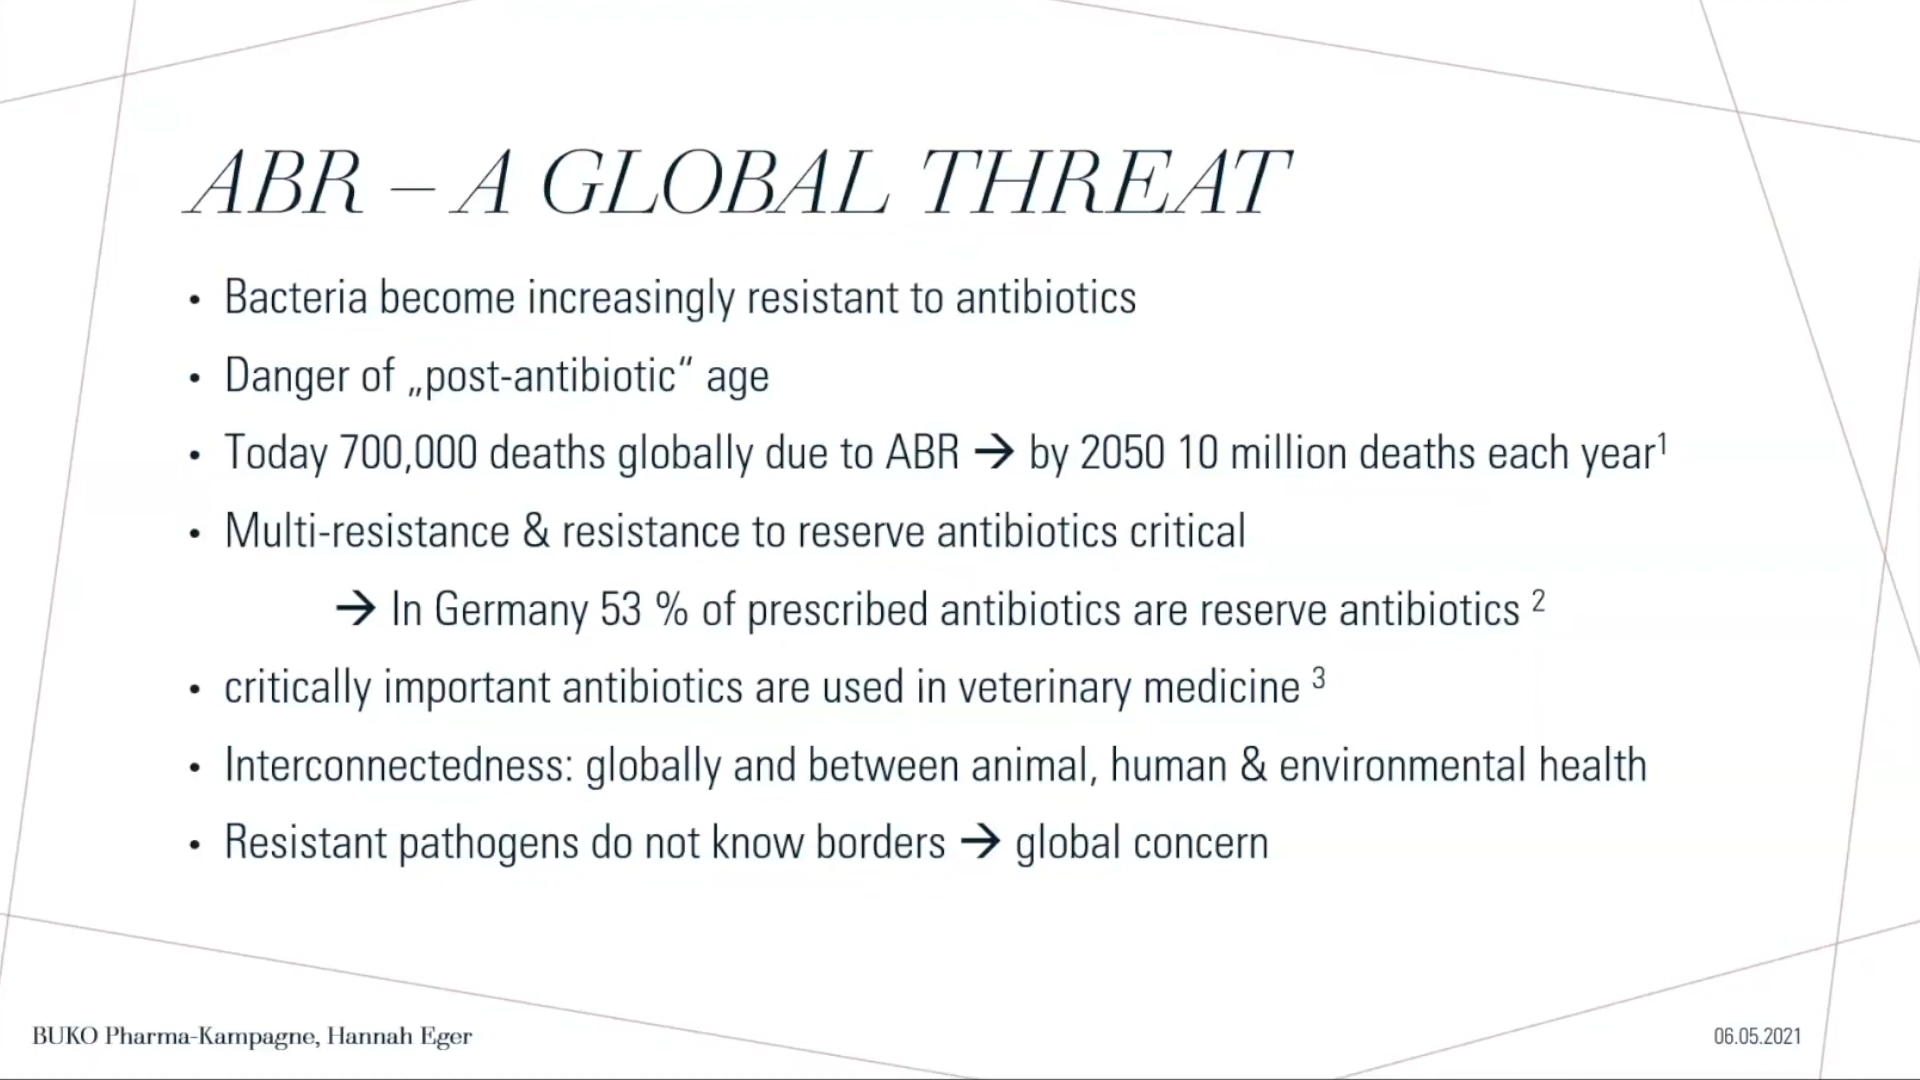 ABR – A GLOBAL THREAT
• Bacteria become increasingly resistant to antibiotics
• Danger of „post-antibiotic“ age
• Today 700,000 deaths globally due to ABR → by 2050 10 million deaths each year¹
• Multi-resistance & resistance to reserve antibiotics critical
→ In Germany 53 % of prescribed antibiotics are reserve antibiotics ²
• critically important antibiotics are used in veterinary medicine ³
• Interconnectedness: globally and between animal, human & environmental health
• Resistant pathogens do not know borders → global concern
BUKO Pharma-Kampagne, Hannah Eger
06.05.2021